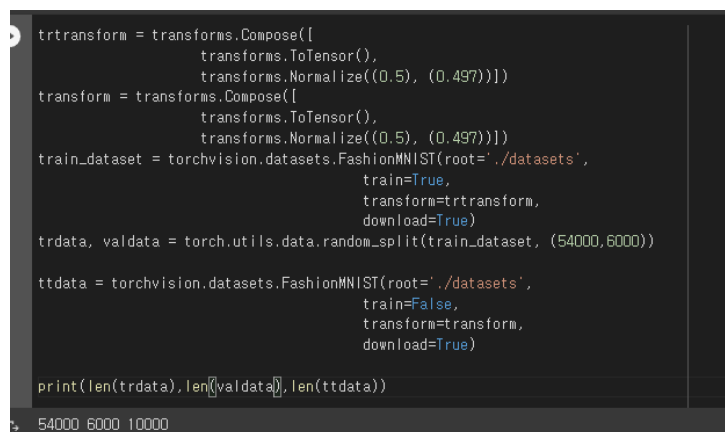 trtransform = transforms.Compose([
transforms.ToTensor(),
transforms.Normalize((0.5), (0.497))])
transform = transforms.Compose([
transforms.ToTensor(),
transforms.Normalize((0.5), (0.497))])
train_dataset = torchvision.datasets.FashionMNIST(root='./datasets',
train=True,
transform=trtransform,
download=True)
trdata, valdata = torch.utils.data.random_split(train_dataset, (54000,6000))
ttdata = torchvision.datasets.FashionMNIST(root='./datasets',
train=False,
transform=transform,
download=True)
print(len(trdata),len(valdata),len(ttdata))
54000 6000 10000